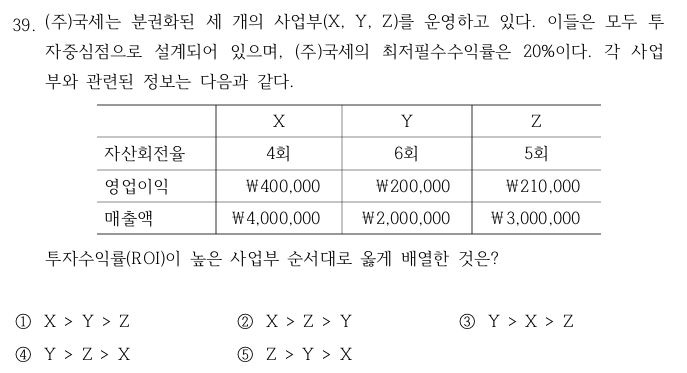 39. (주)국세는 분권화된 세 개의 사업부(X, Y, Z)를 운영하고 있다. 이들은 모두 투
자중심점으로 설계되어 있으며, (주)국세의 최저필수수익률은 20%이다. 각 사업
부와 관련된 정보는 다음과 같다.
X Y Z
자산회전율 4회 6회 5회
영업이익 ₩400,000 ₩200,000 ₩210,000
매출액 ₩4,000,000 ₩2,000,000 ₩3,000,000
투자수익률(ROI)이 높은 사업부 순서대로 옳게 배열한 것은?
① X > Y > Z ② X > Z > Y ③ Y > X > Z
④ Y > Z > X ⑤ Z > Y > X